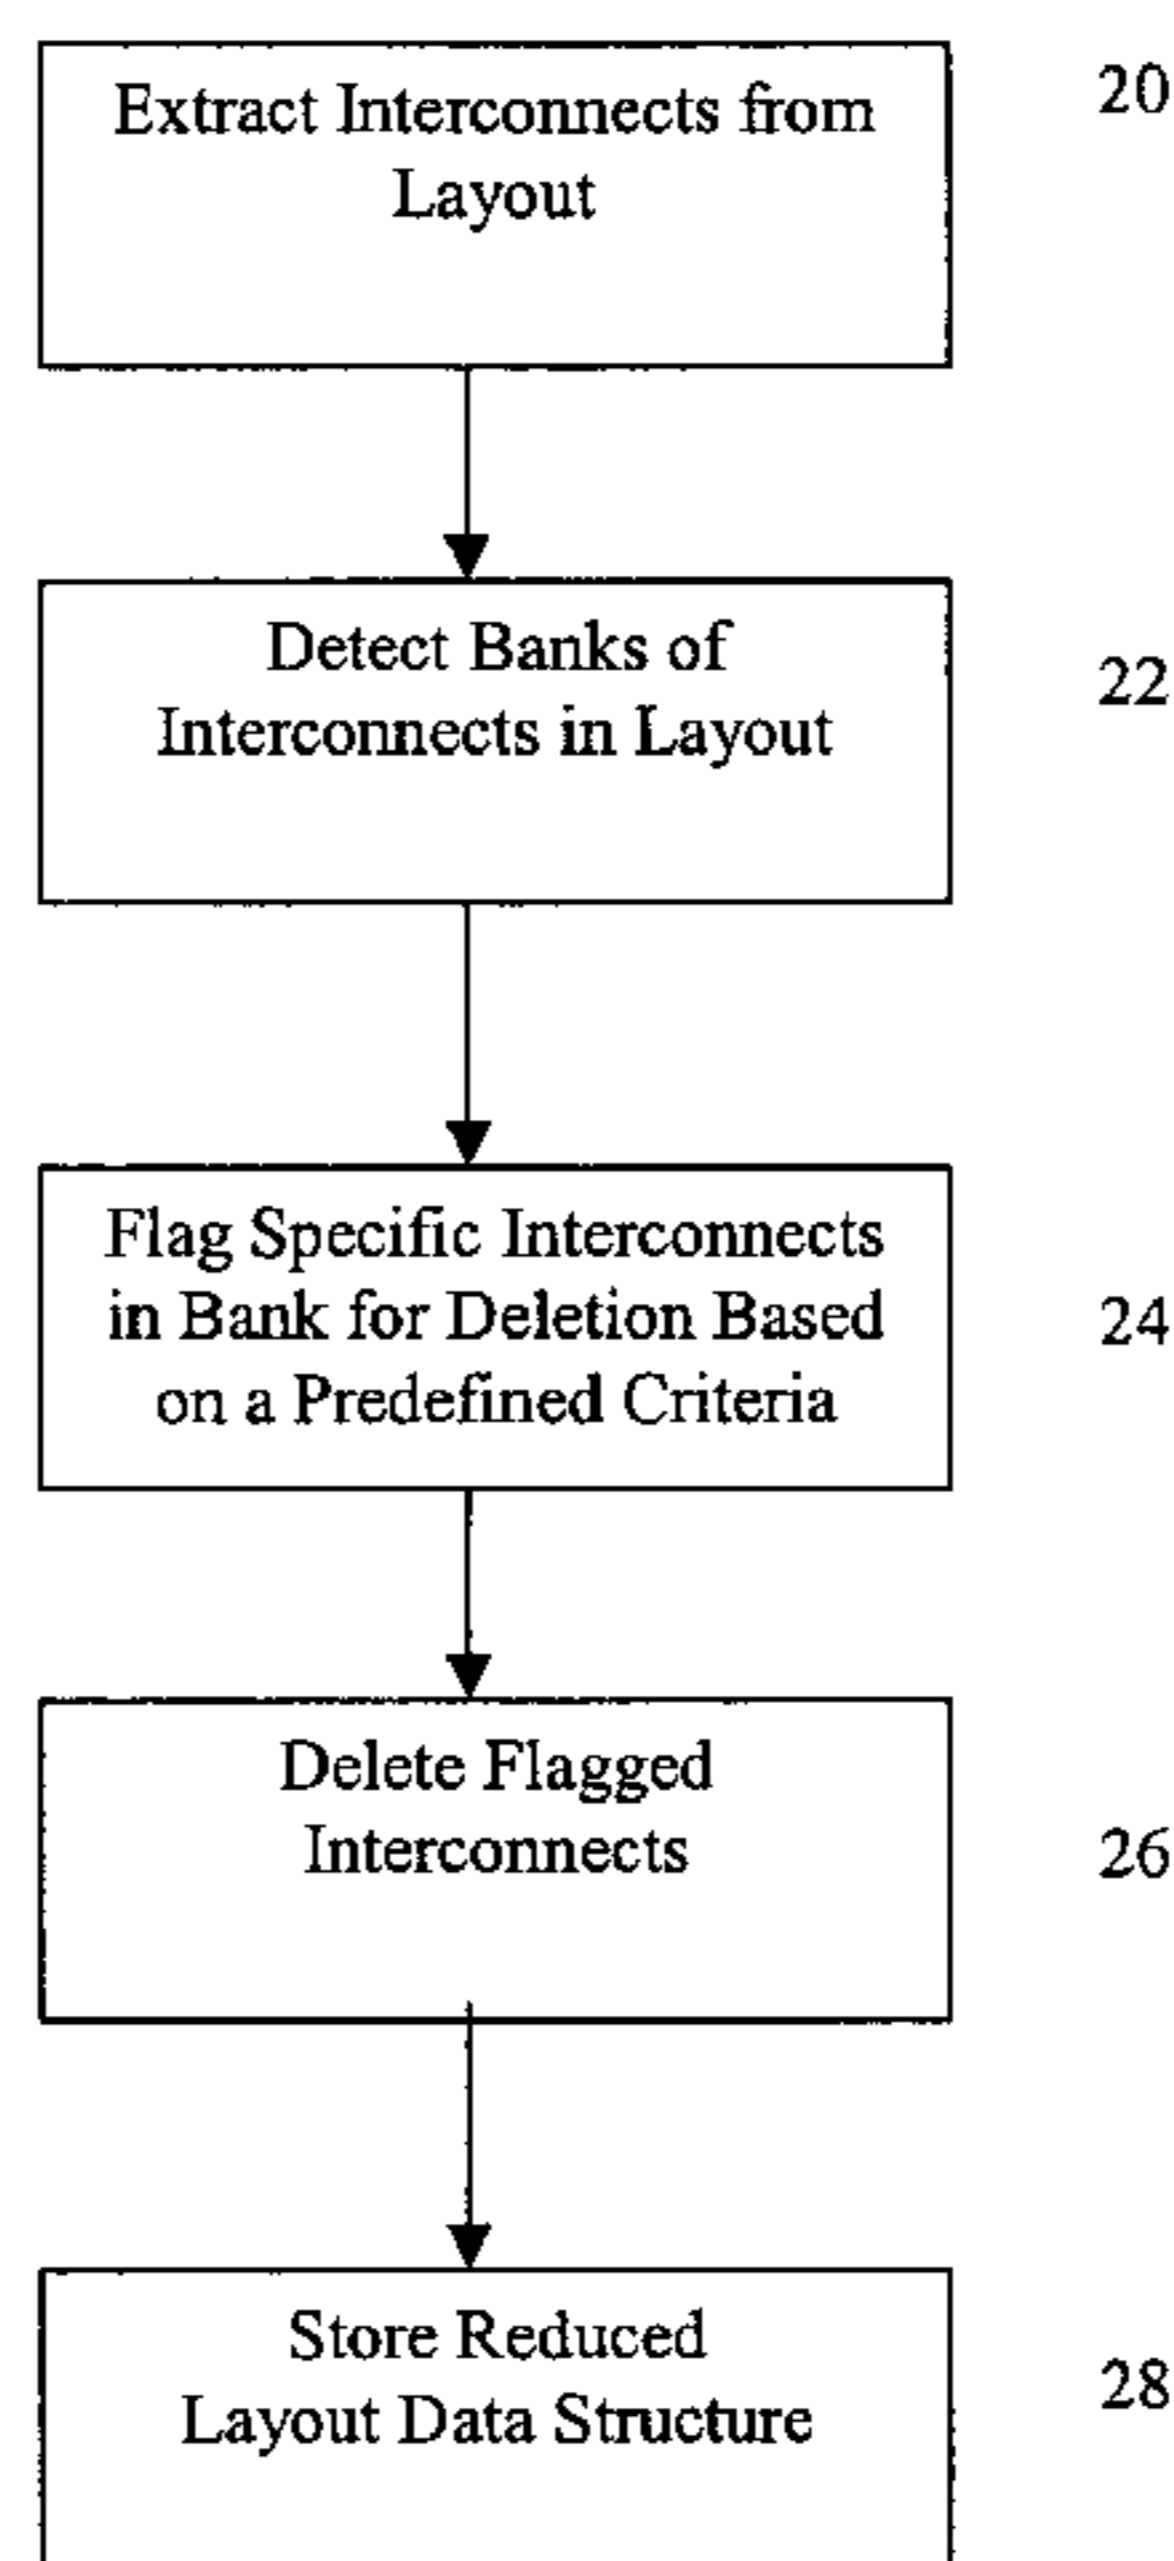 Extract Interconnects from
Layout
20
Detect Banks of
Interconnects in Layout
22
Flag Specific Interconnects
in Bank for Deletion Based
on a Predefined Criteria
24
Delete Flagged
Interconnects
26
Store Reduced
Layout Data Structure
28